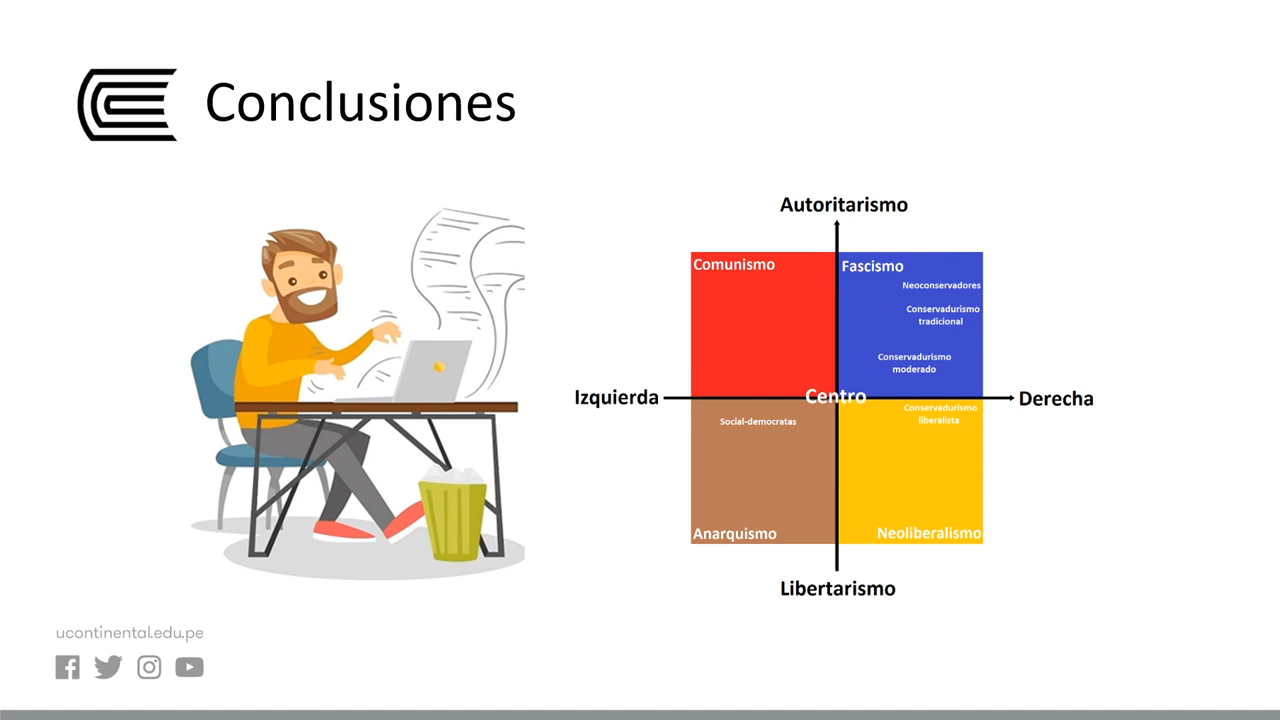 Conclusiones
Autoritarismo
Comunismo
Fascismo
Neoconservadores
Conservadurismo
tradicional
Conservadurismo
moderado
Izquierda
Centro
Derecha
Social-democratas
Conservadurismo
liberalista
Anarquismo
Neoliberalismo
Libertarismo
ucontinental.edu.pe